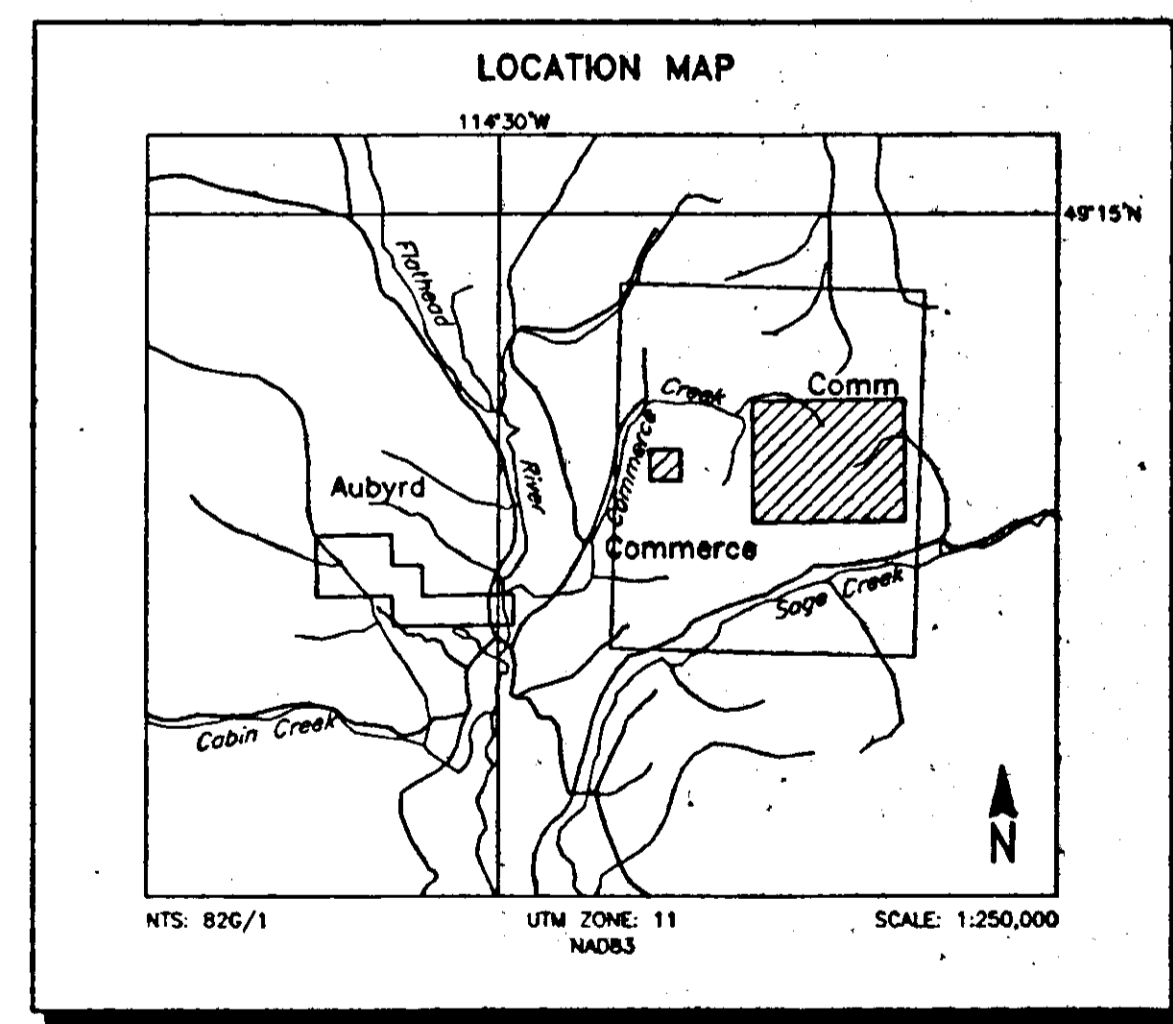 LOCATION MAP
114°30'W
49°15'N
Flathead
River
Comm
Creek
Commerce
Aubyrd
Commerce
Sage Creek
Cabin Creek
N
NTS: 82G/1
UTM ZONE: 11
SCALE: 1:250,000
NAD83